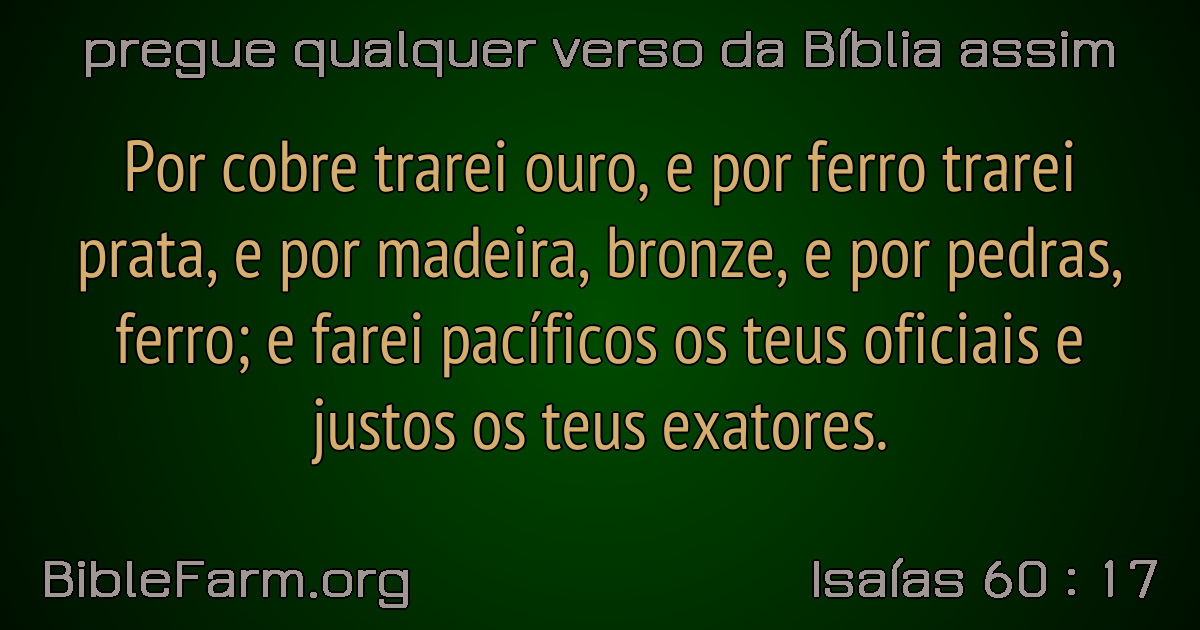 pregue qualquer verso da Bíblia assim
Por cobre trarei ouro, e por ferro trarei
prata, e por madeira, bronze, e por pedras,
ferro; e farei pacíficos os teus oficiais e
justos os teus exatores.
BibleFarm.org
Isaías 60 : 17